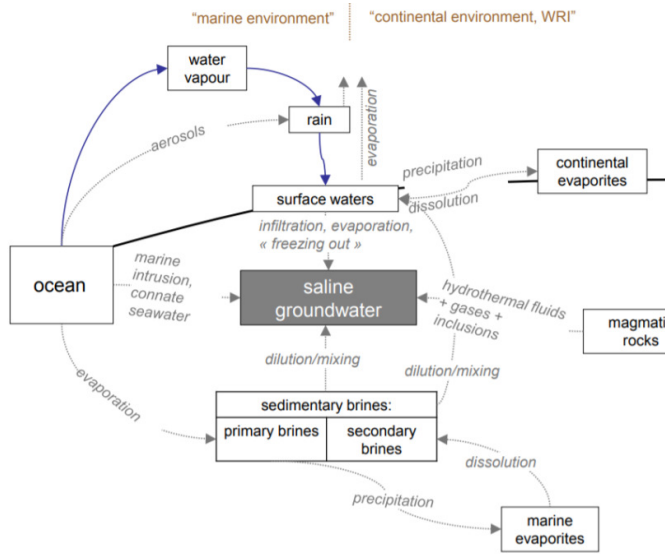 "marine environment"
"continental environment, WRI"
water
vapour
rain
aerosols
evaporation
precipitation
continental
evaporites
dissolution
surface waters
infiltration, evaporation,
« freezing out »
ocean
marine
intrusion,
connate
seawater
saline
groundwater
hydrothermal fluids
+ gases +
inclusions
magmati
rocks
evaporation
dilution/mixing
dilution/mixing
sedimentary brines:
primary brines
secondary
brines
dissolution
precipitation
marine
evaporites